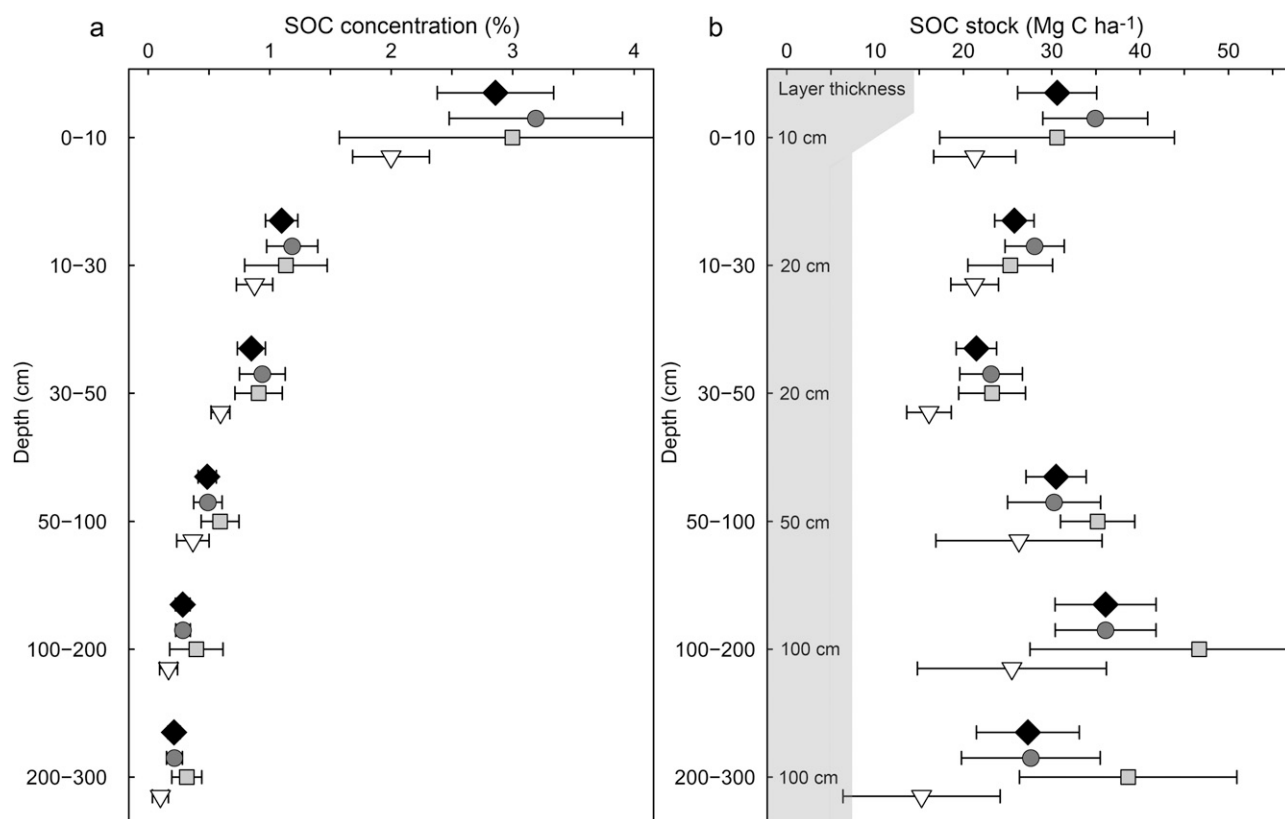 a
SOC concentration (%)
0 1 2 3 4
Depth (cm)
0−10
10−30
30−50
50−100
100−200
200−300
b
SOC stock (Mg C ha⁻¹)
0 10 20 30 40 50
Layer thickness
Depth (cm)
0−10 10 cm
10−30 20 cm
30−50 20 cm
50−100 50 cm
100−200 100 cm
200−300 100 cm